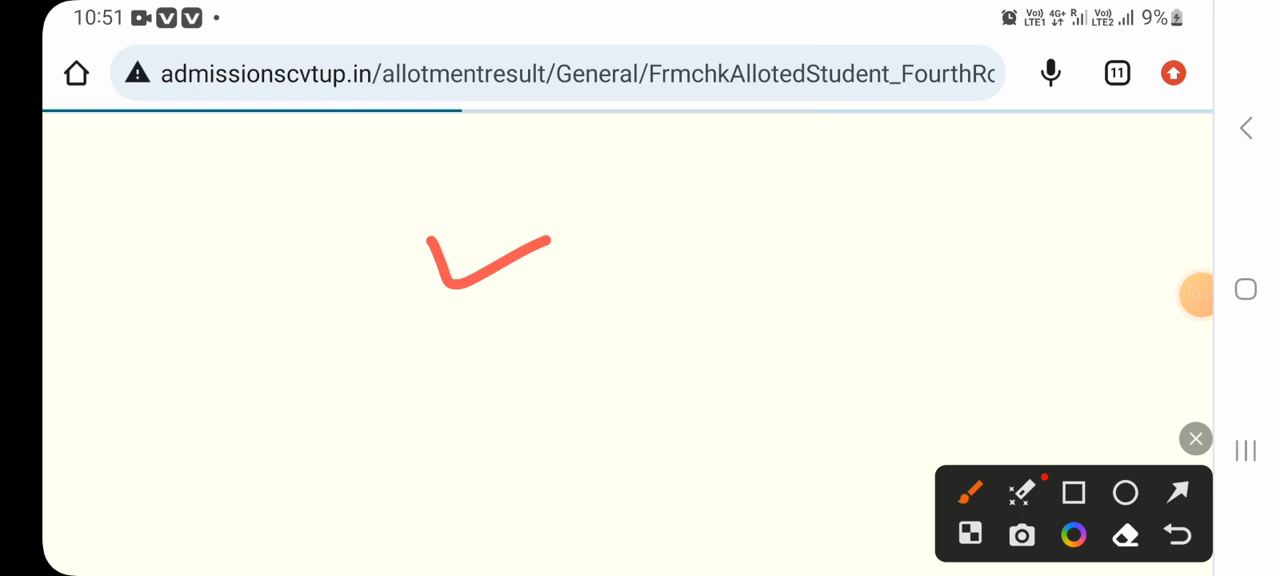 10:51 Vo) LTE1 4G+ R Vo) LTE2 9%
admissionscvtup.in/allotmentresult/General/FrmchkAllotedStudent_FourthRo
11